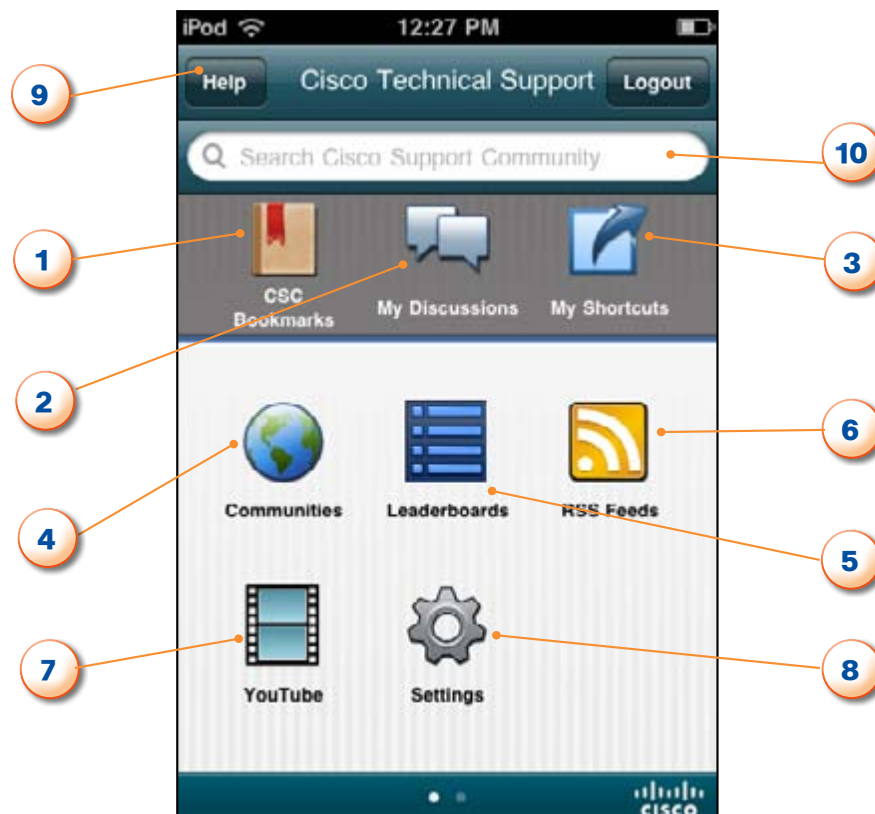 iPod 12:27 PM
9 Help Cisco Technical Support Logout
Search Cisco Support Community 10
1 3
CSC Bookmarks My Discussions My Shortcuts
2 6
Communities Leaderboards RSS Feeds
4 5
7 8
YouTube Settings
CISCO